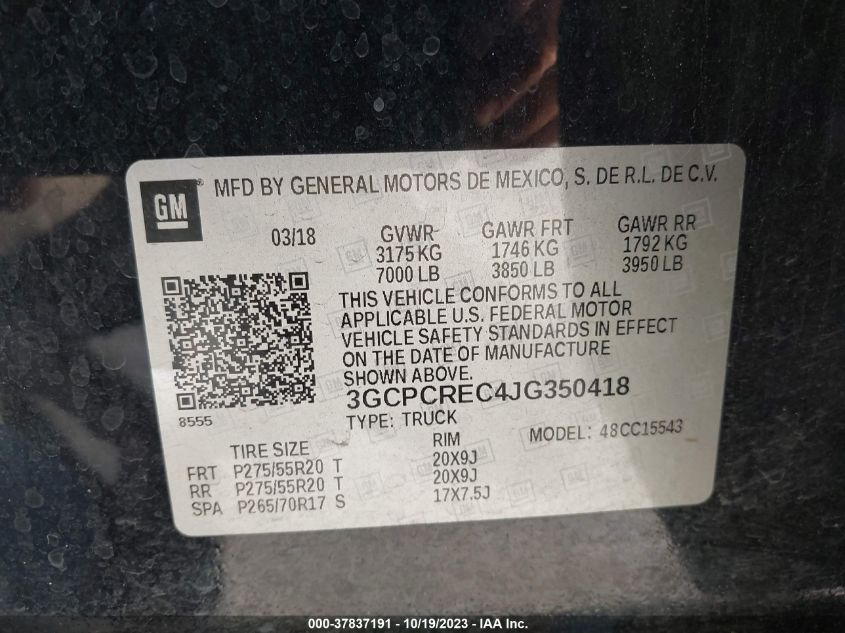 GM ® MFD BY GENERAL MOTORS DE MEXICO, S. DE R.L. DE C.V.
03/18 GVWR GAWR FRT GAWR RR
3175 KG 1746 KG 1792 KG
7000 LB 3850 LB 3950 LB
THIS VEHICLE CONFORMS TO ALL
APPLICABLE U.S. FEDERAL MOTOR
VEHICLE SAFETY STANDARDS IN EFFECT
ON THE DATE OF MANUFACTURE
SHOWN ABOVE.
3GCPCREC4JG350418
8555 TYPE: TRUCK
TIRE SIZE RIM MODEL: 48CC15543
FRT P275/55R20 T 20X9J
RR P275/55R20 T 20X9J
SPA P265/70R17 S 17X7.5J
000-37837191 - 10/19/2023 - IAA Inc.